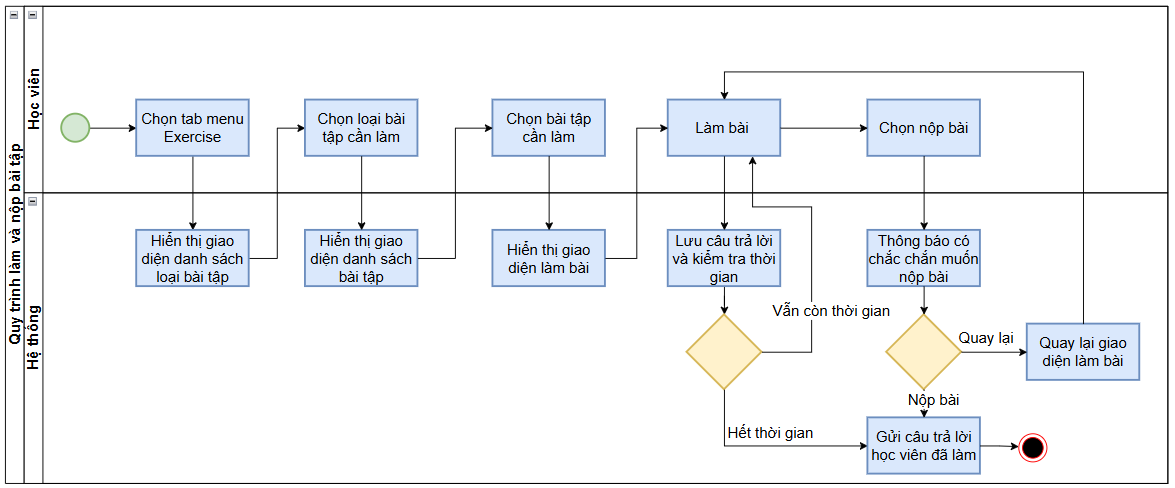 Quy trình làm và nộp bài tập
Học viên
Chọn tab menu
Exercise
Chọn loại bài
tập cần làm
Chọn bài tập
cần làm
Làm bài
Chọn nộp bài
Hệ thống
Hiển thị giao
diện danh sách
loại bài tập
Hiển thị giao
diện danh sách
bài tập
Hiển thị giao
diện làm bài
Lưu câu trả lời
và kiểm tra thời
gian
Thông báo có
chắc chắn muốn
nộp bài
Vẫn còn thời gian
Quay lại
Quay lại giao
diện làm bài
Nộp bài
Hết thời gian
Gửi câu trả lời
học viên đã làm